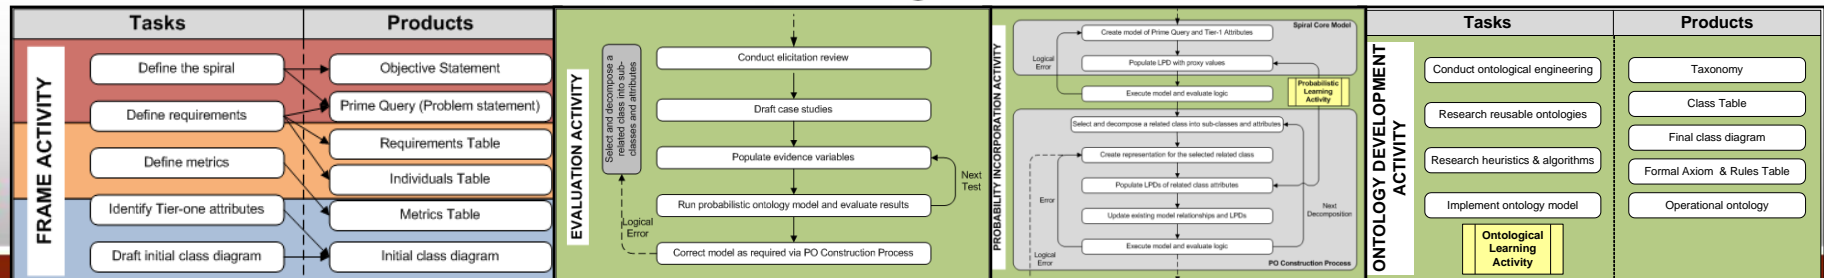 Tasks
Products
FRAME ACTIVITY
Define the spiral
Define requirements
Define metrics
Identify Tier-one attributes
Draft initial class diagram
Objective Statement
Prime Query (Problem statement)
Requirements Table
Individuals Table
Metrics Table
Initial class diagram
EVALUATION ACTIVITY
Select and decompose a
related class into sub-
classes and attributes
Conduct elicitation review
Draft case studies
Populate evidence variables
Run probabilistic ontology model and evaluate results
Correct model as required via PO Construction Process
Next
Test
Logical
Error
PROBABILITY INCORPORATION ACTIVITY
Spiral Core Model
Create model of Prime Query and Tier-1 Attributes
Populate LPD with proxy values
Execute model and evaluate logic
Logical
Error
Probabilistic
Learning
Activity
Select and decompose a related class into sub-classes and attributes
Create representation for the selected related class
Populate LPDs of related class attributes
Update existing model relationships and LPDs
Execute model and evaluate logic
Error
Next
Decomposition
Logical
Error
PO Construction Process
Tasks
Products
ONTOLOGY DEVELOPMENT
ACTIVITY
Conduct ontological engineering
Research reusable ontologies
Research heuristics & algorithms
Implement ontology model
Ontological
Learning
Activity
Taxonomy
Class Table
Final class diagram
Formal Axiom & Rules Table
Operational ontology